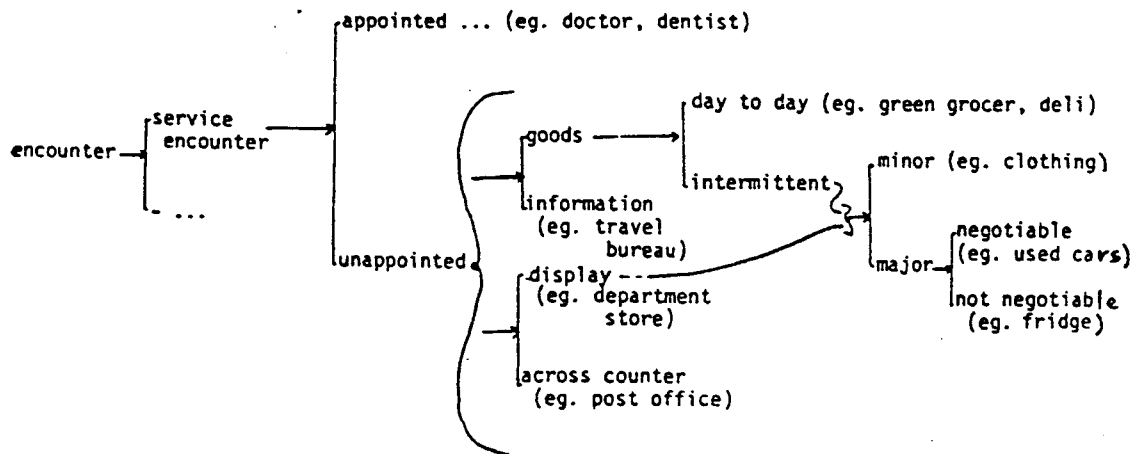 appointed ... (eg. doctor, dentist)
service
encounter
encounter
- ...
unappointed
goods
information
(eg. travel
bureau)
display
(eg. department
store)
across counter
(eg. post office)
day to day (eg. green grocer, deli)
intermittent
minor (eg. clothing)
major
negotiable
(eg. used cars)
not negotiable
(eg. fridge)